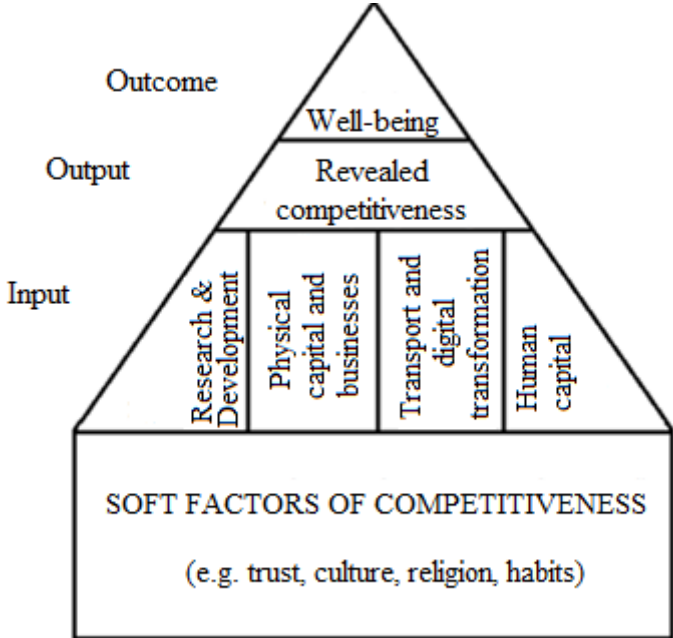 Outcome
Well-being
Output
Revealed
competitiveness
Input
Research &
Development
Physical
capital and
businesses
Transport and
digital
transformation
Human
capital
SOFT FACTORS OF COMPETITIVENESS
(e.g. trust, culture, religion, habits)